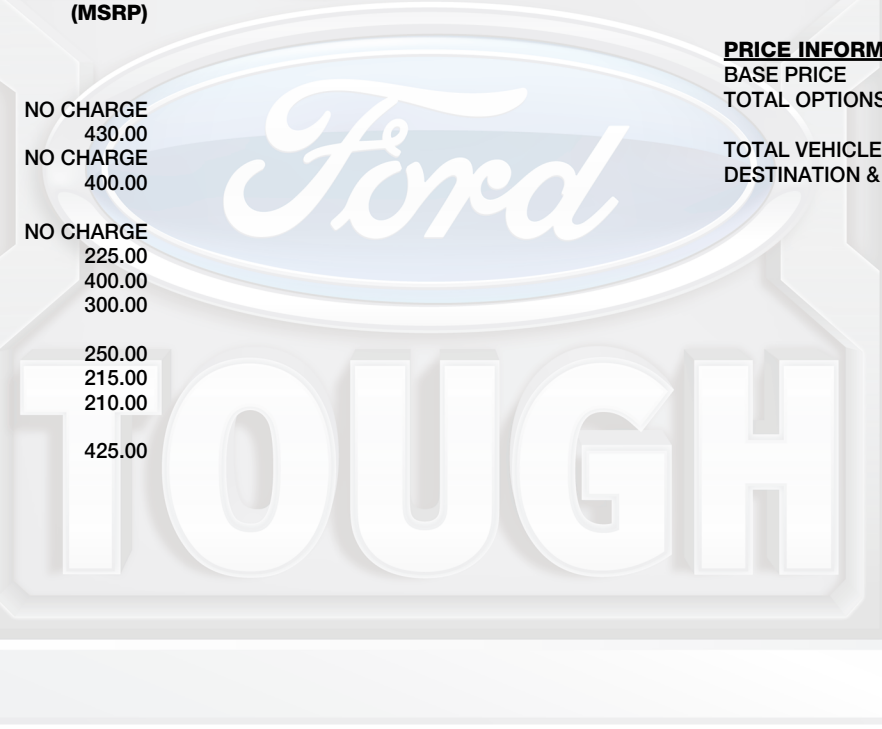 (MSRP)
NO CHARGE
430.00
NO CHARGE
400.00
NO CHARGE
225.00
400.00
300.00
250.00
215.00
210.00
425.00
PRICE INFORM
BASE PRICE
TOTAL OPTIONS
TOTAL VEHICLE
DESTINATION &
Ford
TOUGH